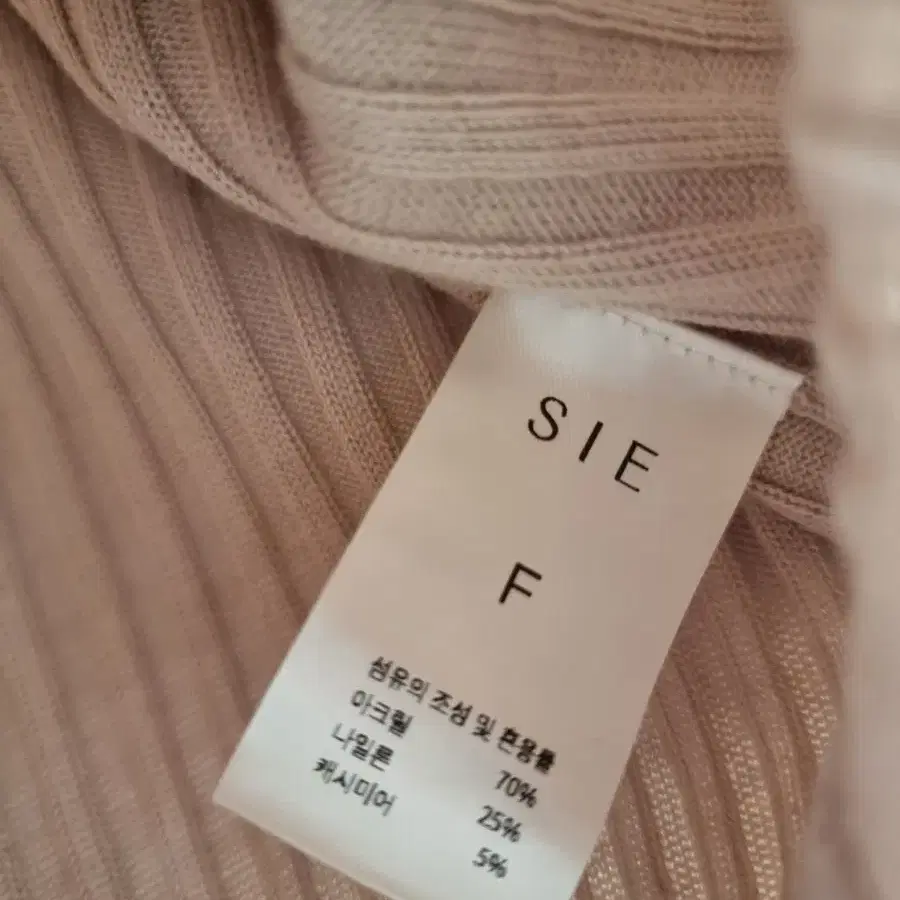 SIE
F
섬유의 조성 및 혼용률
아크릴 70%
나일론 25%
캐시미어 5%